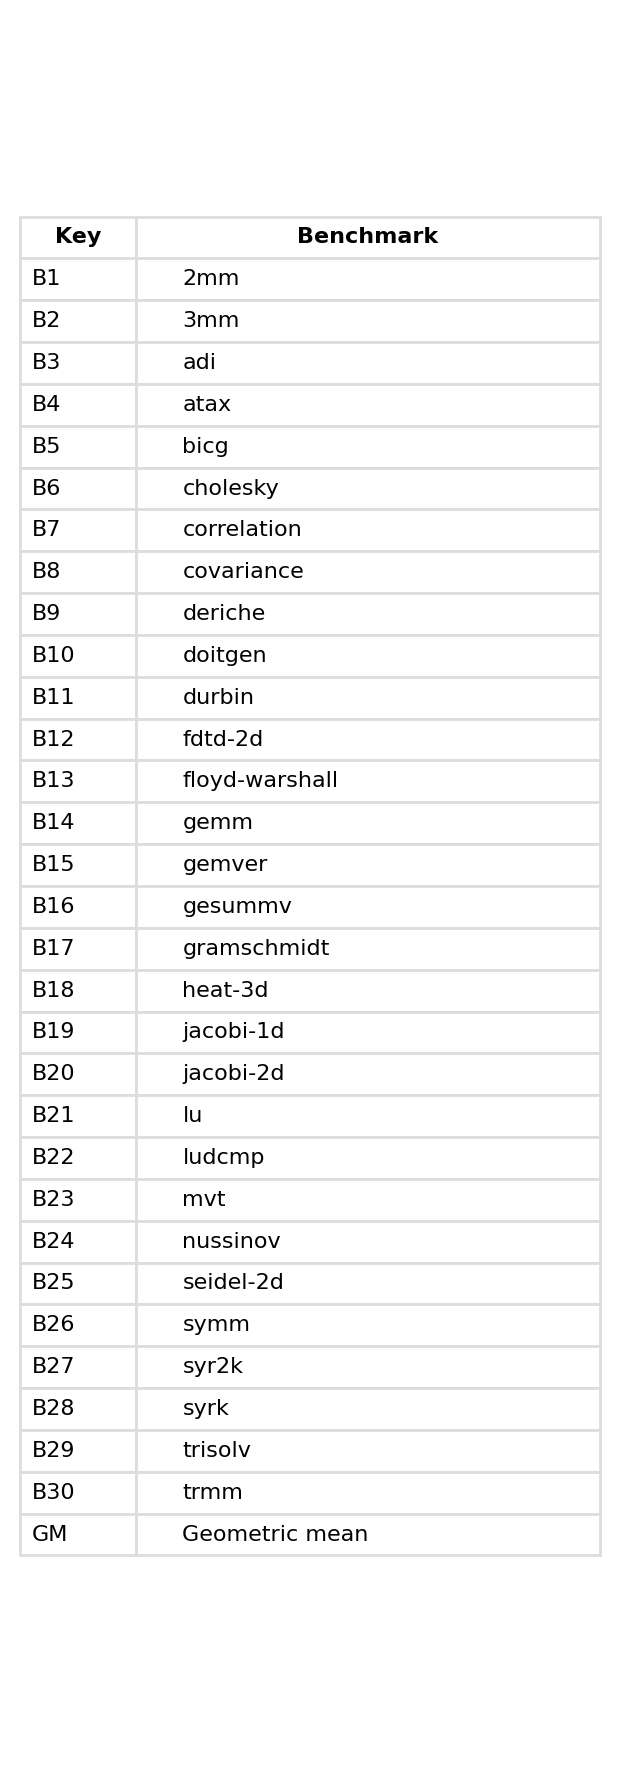 Key Benchmark
B1 2mm
B2 3mm
B3 adi
B4 atax
B5 bicg
B6 cholesky
B7 correlation
B8 covariance
B9 deriche
B10 doitgen
B11 durbin
B12 fdtd-2d
B13 floyd-warshall
B14 gemm
B15 gemver
B16 gesummv
B17 gramschmidt
B18 heat-3d
B19 jacobi-1d
B20 jacobi-2d
B21 lu
B22 ludcmp
B23 mvt
B24 nussinov
B25 seidel-2d
B26 symm
B27 syr2k
B28 syrk
B29 trisolv
B30 trmm
GM Geometric mean